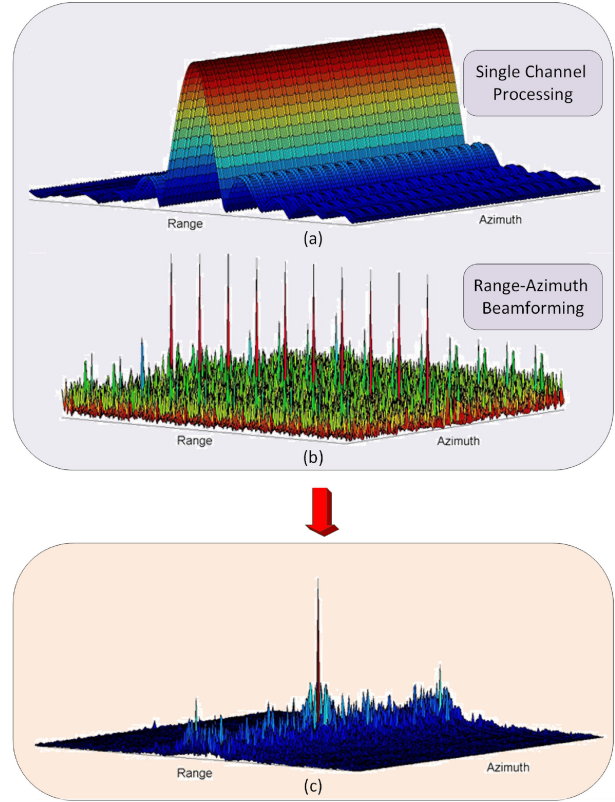 Single Channel
Processing
Range
Azimuth
(a)
Range-Azimuth
Beamforming
Range
Azimuth
(b)
Range
Azimuth
(c)